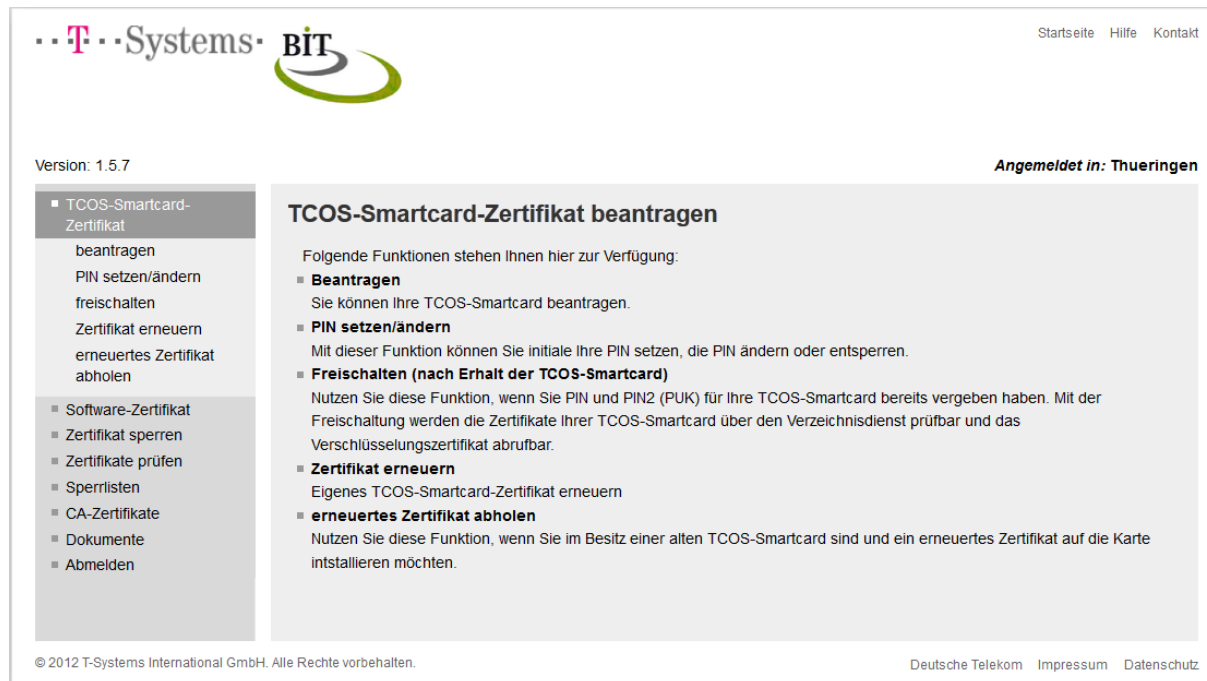 ··T···Systems·
BiT
Startseite Hilfe Kontakt
Version: 1.5.7
Angemeldet in: Thueringen
TCOS-Smartcard-
Zertifikat
beantragen
PIN setzen/ändern
freischalten
Zertifikat erneuern
erneuertes Zertifikat
abholen
Software-Zertifikat
Zertifikat sperren
Zertifikate prüfen
Sperrlisten
CA-Zertifikate
Dokumente
Abmelden
TCOS-Smartcard-Zertifikat beantragen
Folgende Funktionen stehen Ihnen hier zur Verfügung:
Beantragen
Sie können Ihre TCOS-Smartcard beantragen.
PIN setzen/ändern
Mit dieser Funktion können Sie initiale Ihre PIN setzen, die PIN ändern oder entsperren.
Freischalten (nach Erhalt der TCOS-Smartcard)
Nutzen Sie diese Funktion, wenn Sie PIN und PIN2 (PUK) für Ihre TCOS-Smartcard bereits vergeben haben. Mit der
Freischaltung werden die Zertifikate Ihrer TCOS-Smartcard über den Verzeichnisdienst prüfbar und das
Verschlüsselungszertifikat abrufbar.
Zertifikat erneuern
Eigenes TCOS-Smartcard-Zertifikat erneuern
erneuertes Zertifikat abholen
Nutzen Sie diese Funktion, wenn Sie im Besitz einer alten TCOS-Smartcard sind und ein erneuertes Zertifikat auf die Karte
intstallieren möchten.
© 2012 T-Systems International GmbH. Alle Rechte vorbehalten.
Deutsche Telekom Impressum Datenschutz